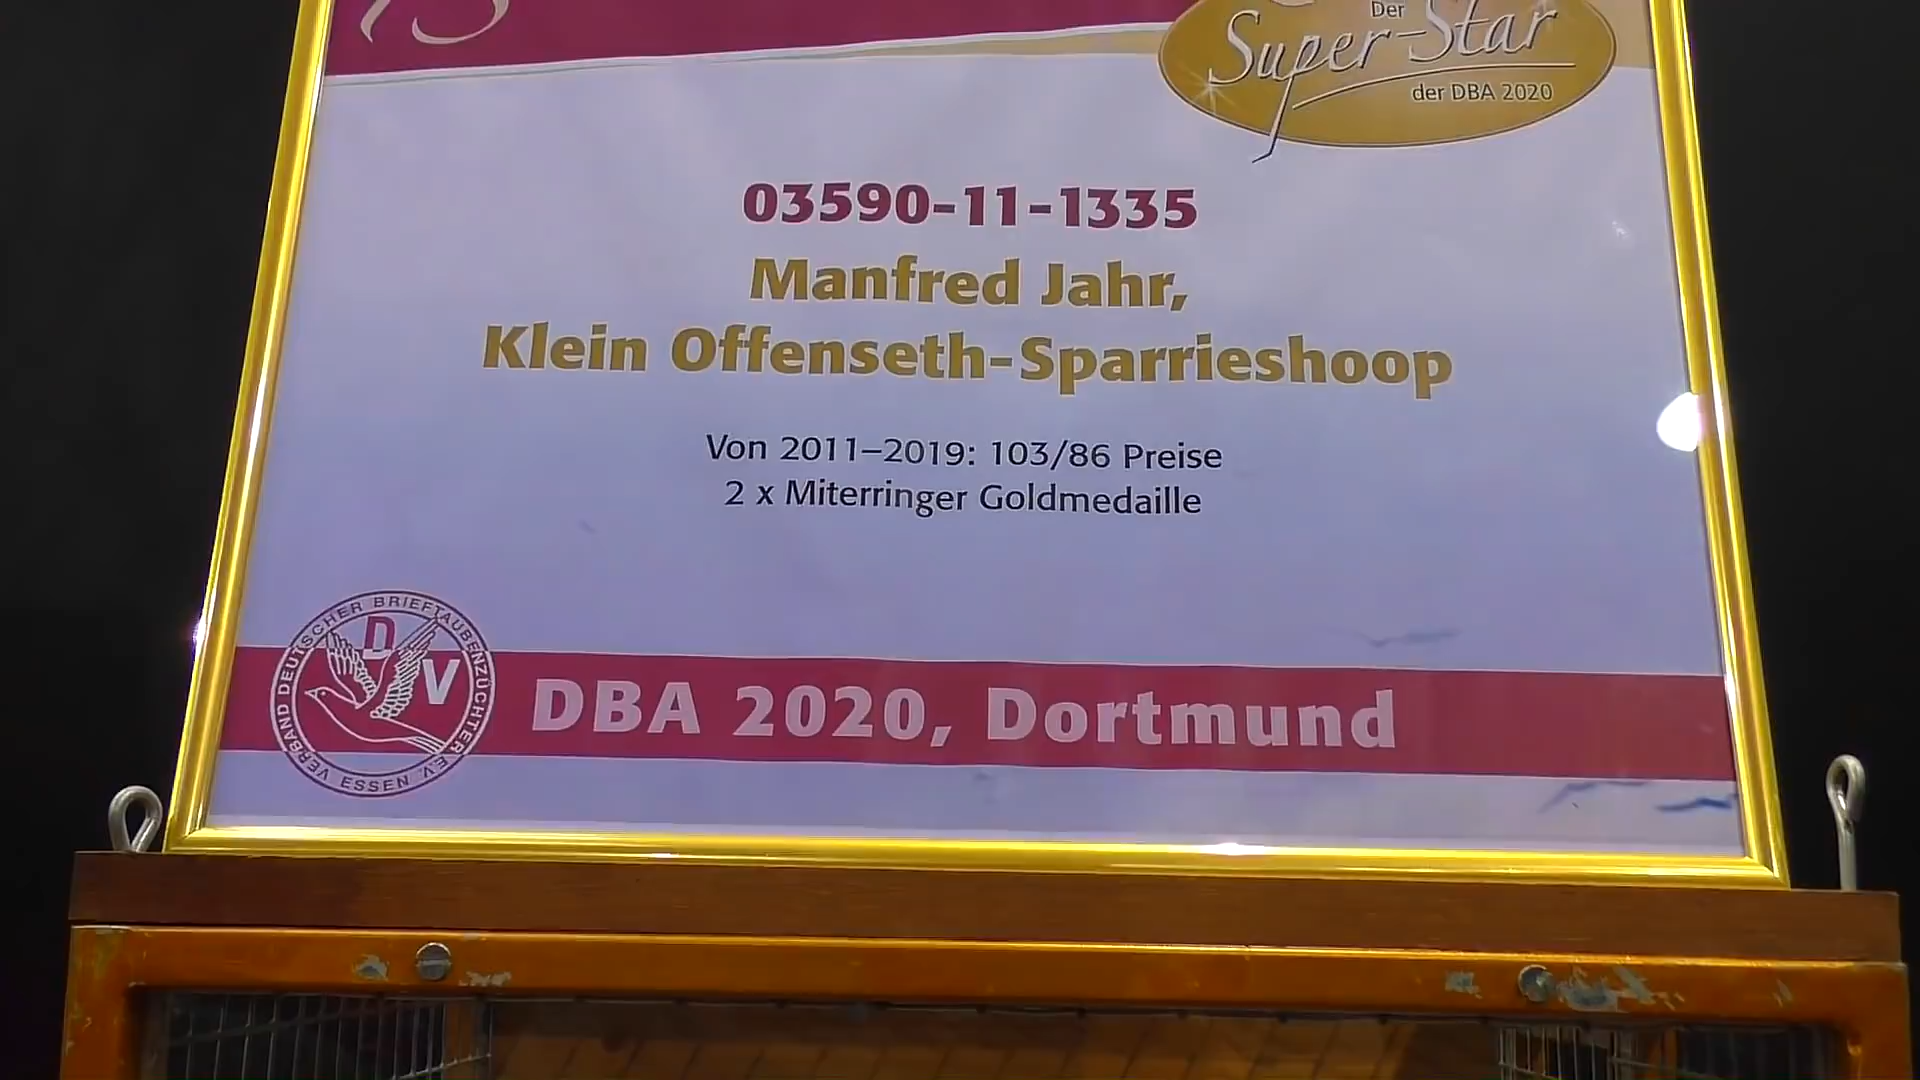 Der
Super-Star
der DBA 2020
03590-11-1335
Manfred Jahr,
Klein Offenseth-Sparrieshoop
Von 2011–2019: 103/86 Preise
2 x Miterringer Goldmedaille
VERBAND DEUTSCHER BRIEFTAUBENZÜCHTER E.V. ESSEN
D
V
DBA 2020, Dortmund